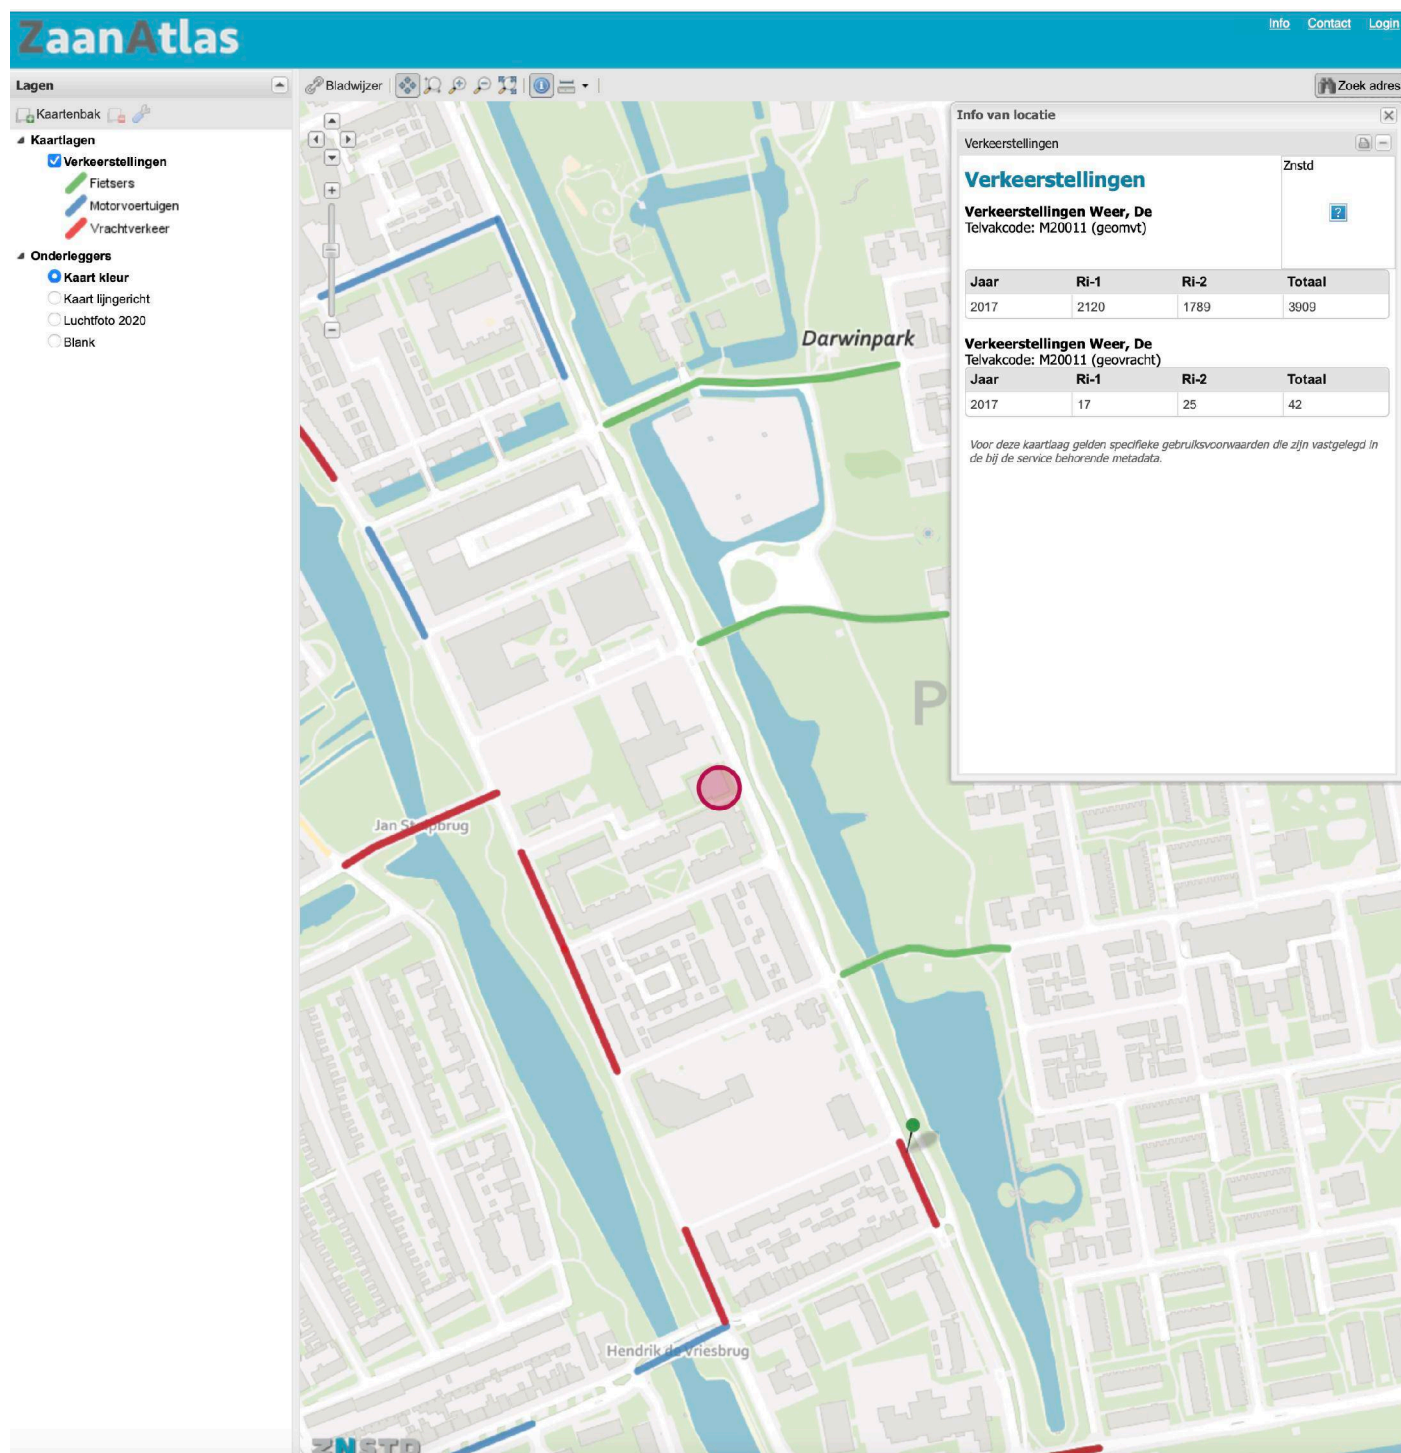 ZaanAtlas
Info Contact Login
Lagen
Bladwijzer
Zoek adres
Kaartenbak
Kaartlagen
Verkeerstellingen
Fietsers
Motorvoertuigen
Vrachtverkeer
Onderleggers
Kaart kleur
Kaart lijngericht
Luchtfoto 2020
Blank
Info van locatie
Verkeerstellingen
Verkeerstellingen
Znstd
Verkeerstellingen Weer, De
Telvakcode: M20011 (geomvt)
Jaar Ri-1 Ri-2 Totaal
2017 2120 1789 3909
Verkeerstellingen Weer, De
Telvakcode: M20011 (geovracht)
Jaar Ri-1 Ri-2 Totaal
2017 17 25 42
Voor deze kaartlaag gelden specifieke gebruiksvoorwaarden die zijn vastgelegd in
de bij de service behorende metadata.
Darwinpark
P
Jan Stolpbrug
Hendrik de Vriesbrug
ZNSTD